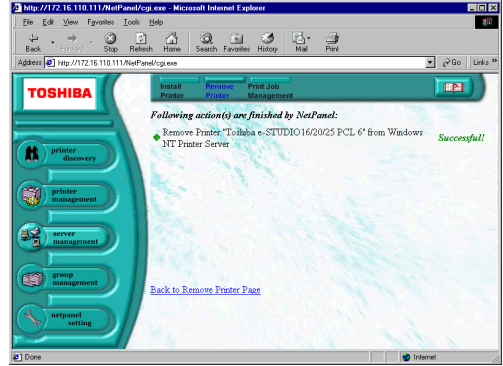 http://172.16.110.111/NetPanel/cgi.exe - Microsoft Internet Explorer
File Edit View Favorites Tools Help
Back Forward Stop Refresh Home Search Favorites History Mail Print
Address http://172.16.110.111/NetPanel/cgi.exe Go Links »
TOSHIBA
Install Printer
Remove Printer
Print Job Management
Following action(s) are finished by NetPanel:
Remove Printer "Toshiba e-STUDIO16/20/25 PCL 6" from Windows
NT Printer Server
Successful!
printer
discovery
printer
management
server
management
group
management
netpanel
setting
Back to Remove Printer Page
Done
Internet